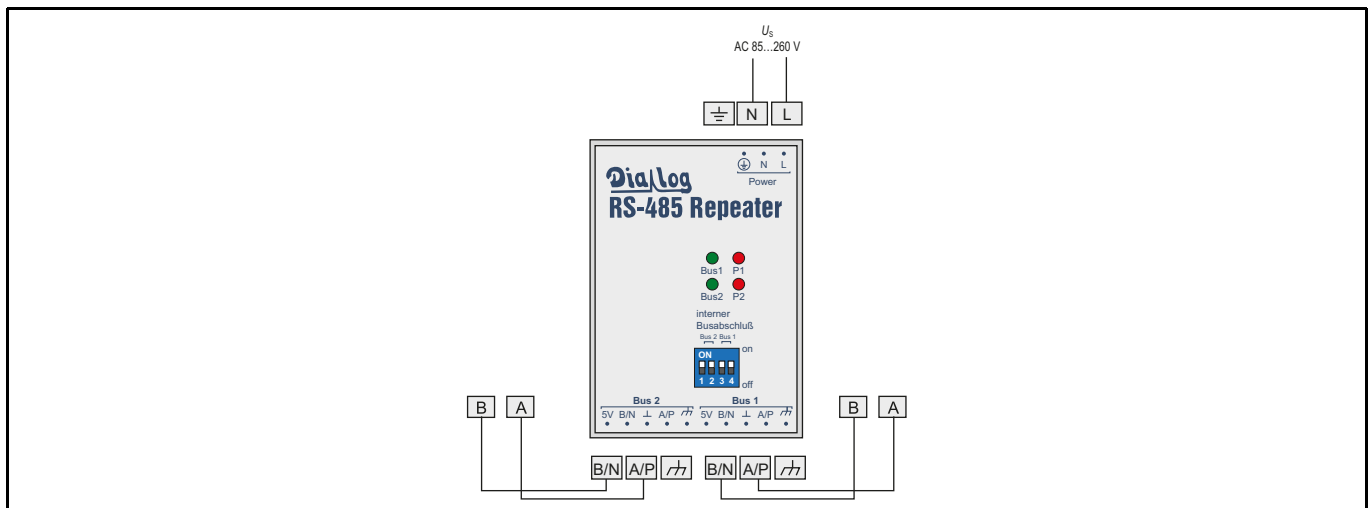 Us
AC 85...260 V
N L
N L
Power
Dia/Log
RS-485 Repeater
Bus1 P1
Bus2 P2
interner
Busabschluß
Bus 2 Bus 1
ON
on
1 2 3 4
off
Bus 2 Bus 1
B A
B A
5V B/N ⊥ A/P 5V B/N ⊥ A/P
B/N A/P B/N A/P